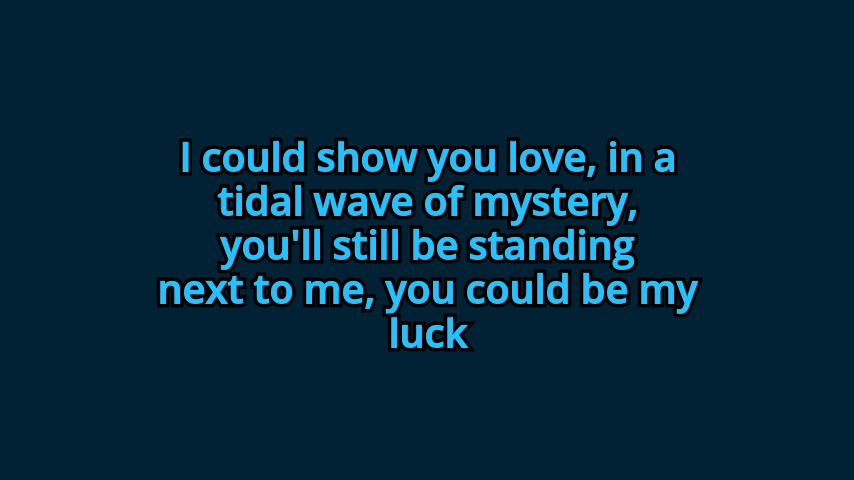 I could show you love, in a
tidal wave of mystery,
you'll still be standing
next to me, you could be my
luck